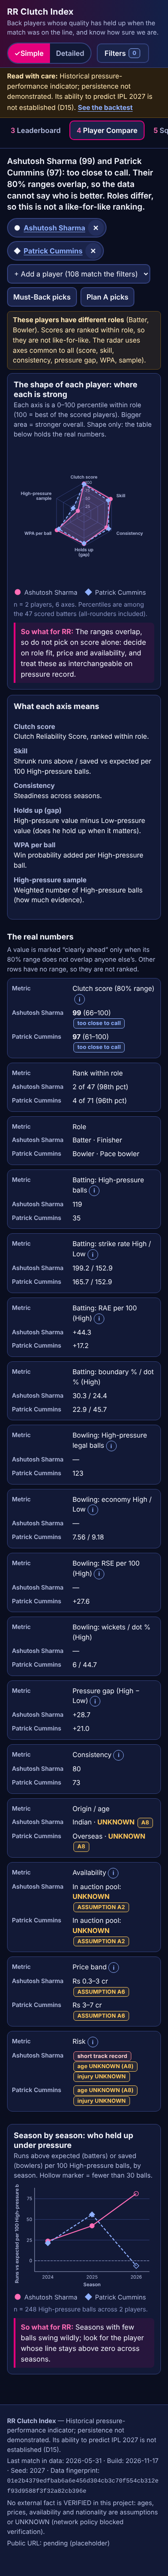 RR Clutch Index
Back players whose quality has held up when the
match was on the line, and know how sure we are.
✓Simple Detailed Filters 0
Read with care: Historical pressure-
performance indicator; persistence not
demonstrated. Its ability to predict IPL 2027 is
not established (D15). See the backtest
3 Leaderboard 4 Player Compare 5 Sq
Ashutosh Sharma (99) and Patrick
Cummins (97): too close to call. Their
80% ranges overlap, so the data
cannot say who is better. Roles differ,
so this is not a like-for-like ranking.
Ashutosh Sharma ✕
Patrick Cummins ✕
+ Add a player (108 match the filters)
Must-Back picks Plan A picks
These players have different roles (Batter,
Bowler). Scores are ranked within role, so
they are not like-for-like. The radar uses
axes common to all (score, skill,
consistency, pressure gap, WPA, sample).
The shape of each player: where
each is strong
Each axis is a 0–100 percentile within role
(100 = best of the scored players). Bigger
area = stronger overall. Shape only: the table
below holds the real numbers.
Clutch score
Skill
Consistency
Holds up
(gap)
WPA per ball
High-pressure
sample
Ashutosh Sharma Patrick Cummins
n = 2 players, 6 axes. Percentiles are among
the 47 scored batters (all-rounders included).
So what for RR: The ranges overlap,
so do not pick on score alone: decide
on role fit, price and availability, and
treat these as interchangeable on
pressure record.
What each axis means
Clutch score
Clutch Reliability Score, ranked within role.
Skill
Shrunk runs above / saved vs expected per
100 High-pressure balls.
Consistency
Steadiness across seasons.
Holds up (gap)
High-pressure value minus Low-pressure
value (does he hold up when it matters).
WPA per ball
Win probability added per High-pressure
ball.
High-pressure sample
Weighted number of High-pressure balls
(how much evidence).
The real numbers
A value is marked “clearly ahead” only when its
80% range does not overlap anyone else’s. Other
rows have no range, so they are not ranked.
Metric Clutch score (80% range)
i
Ashutosh Sharma 99 (66–100)
too close to call
Patrick Cummins 97 (61–100)
too close to call
Metric Rank within role
Ashutosh Sharma 2 of 47 (98th pct)
Patrick Cummins 4 of 71 (96th pct)
Metric Role
Ashutosh Sharma Batter · Finisher
Patrick Cummins Bowler · Pace bowler
Metric Batting: High-pressure
balls i
Ashutosh Sharma 119
Patrick Cummins 35
Metric Batting: strike rate High /
Low i
Ashutosh Sharma 199.2 / 152.9
Patrick Cummins 165.7 / 152.9
Metric Batting: RAE per 100
(High) i
Ashutosh Sharma +44.3
Patrick Cummins +17.2
Metric Batting: boundary % / dot
% (High)
Ashutosh Sharma 30.3 / 24.4
Patrick Cummins 22.9 / 45.7
Metric Bowling: High-pressure
legal balls i
Ashutosh Sharma —
Patrick Cummins 123
Metric Bowling: economy High /
Low i
Ashutosh Sharma —
Patrick Cummins 7.56 / 9.18
Metric Bowling: RSE per 100
(High) i
Ashutosh Sharma —
Patrick Cummins +27.6
Metric Bowling: wickets / dot %
(High)
Ashutosh Sharma —
Patrick Cummins 6 / 44.7
Metric Pressure gap (High −
Low) i
Ashutosh Sharma +28.7
Patrick Cummins +21.0
Metric Consistency i
Ashutosh Sharma 80
Patrick Cummins 73
Metric Origin / age
Ashutosh Sharma Indian · UNKNOWN A8
Patrick Cummins Overseas · UNKNOWN
A8
Metric Availability i
Ashutosh Sharma In auction pool:
UNKNOWN
ASSUMPTION A2
Patrick Cummins In auction pool:
UNKNOWN
ASSUMPTION A2
Metric Price band i
Ashutosh Sharma Rs 0.3–3 cr
ASSUMPTION A6
Patrick Cummins Rs 3–7 cr
ASSUMPTION A6
Metric Risk i
Ashutosh Sharma short track record
age UNKNOWN (A8)
injury UNKNOWN
Patrick Cummins age UNKNOWN (A8)
injury UNKNOWN
Season by season: who held up
under pressure
Runs above expected (batters) or saved
(bowlers) per 100 High-pressure balls, by
season. Hollow marker = fewer than 30 balls.
Runs vs expected per 100 High-pressure b
75
50
25
0
2024 2025 2026
Season
Ashutosh Sharma Patrick Cummins
n = 248 High-pressure balls across 2 players.
So what for RR: Seasons with few
balls swing wildly; look for the player
whose line stays above zero across
seasons.
RR Clutch Index — Historical pressure-
performance indicator; persistence not
demonstrated. Its ability to predict IPL 2027 is
not established (D15).
Last match in data: 2026-05-31 · Build: 2026-11-17
· Seed: 2027 · Data fingerprint:
No external fact is VERIFIED in this project: ages,
prices, availability and nationality are assumptions
or UNKNOWN (network policy blocked
verification).
Public URL: pending (placeholder)